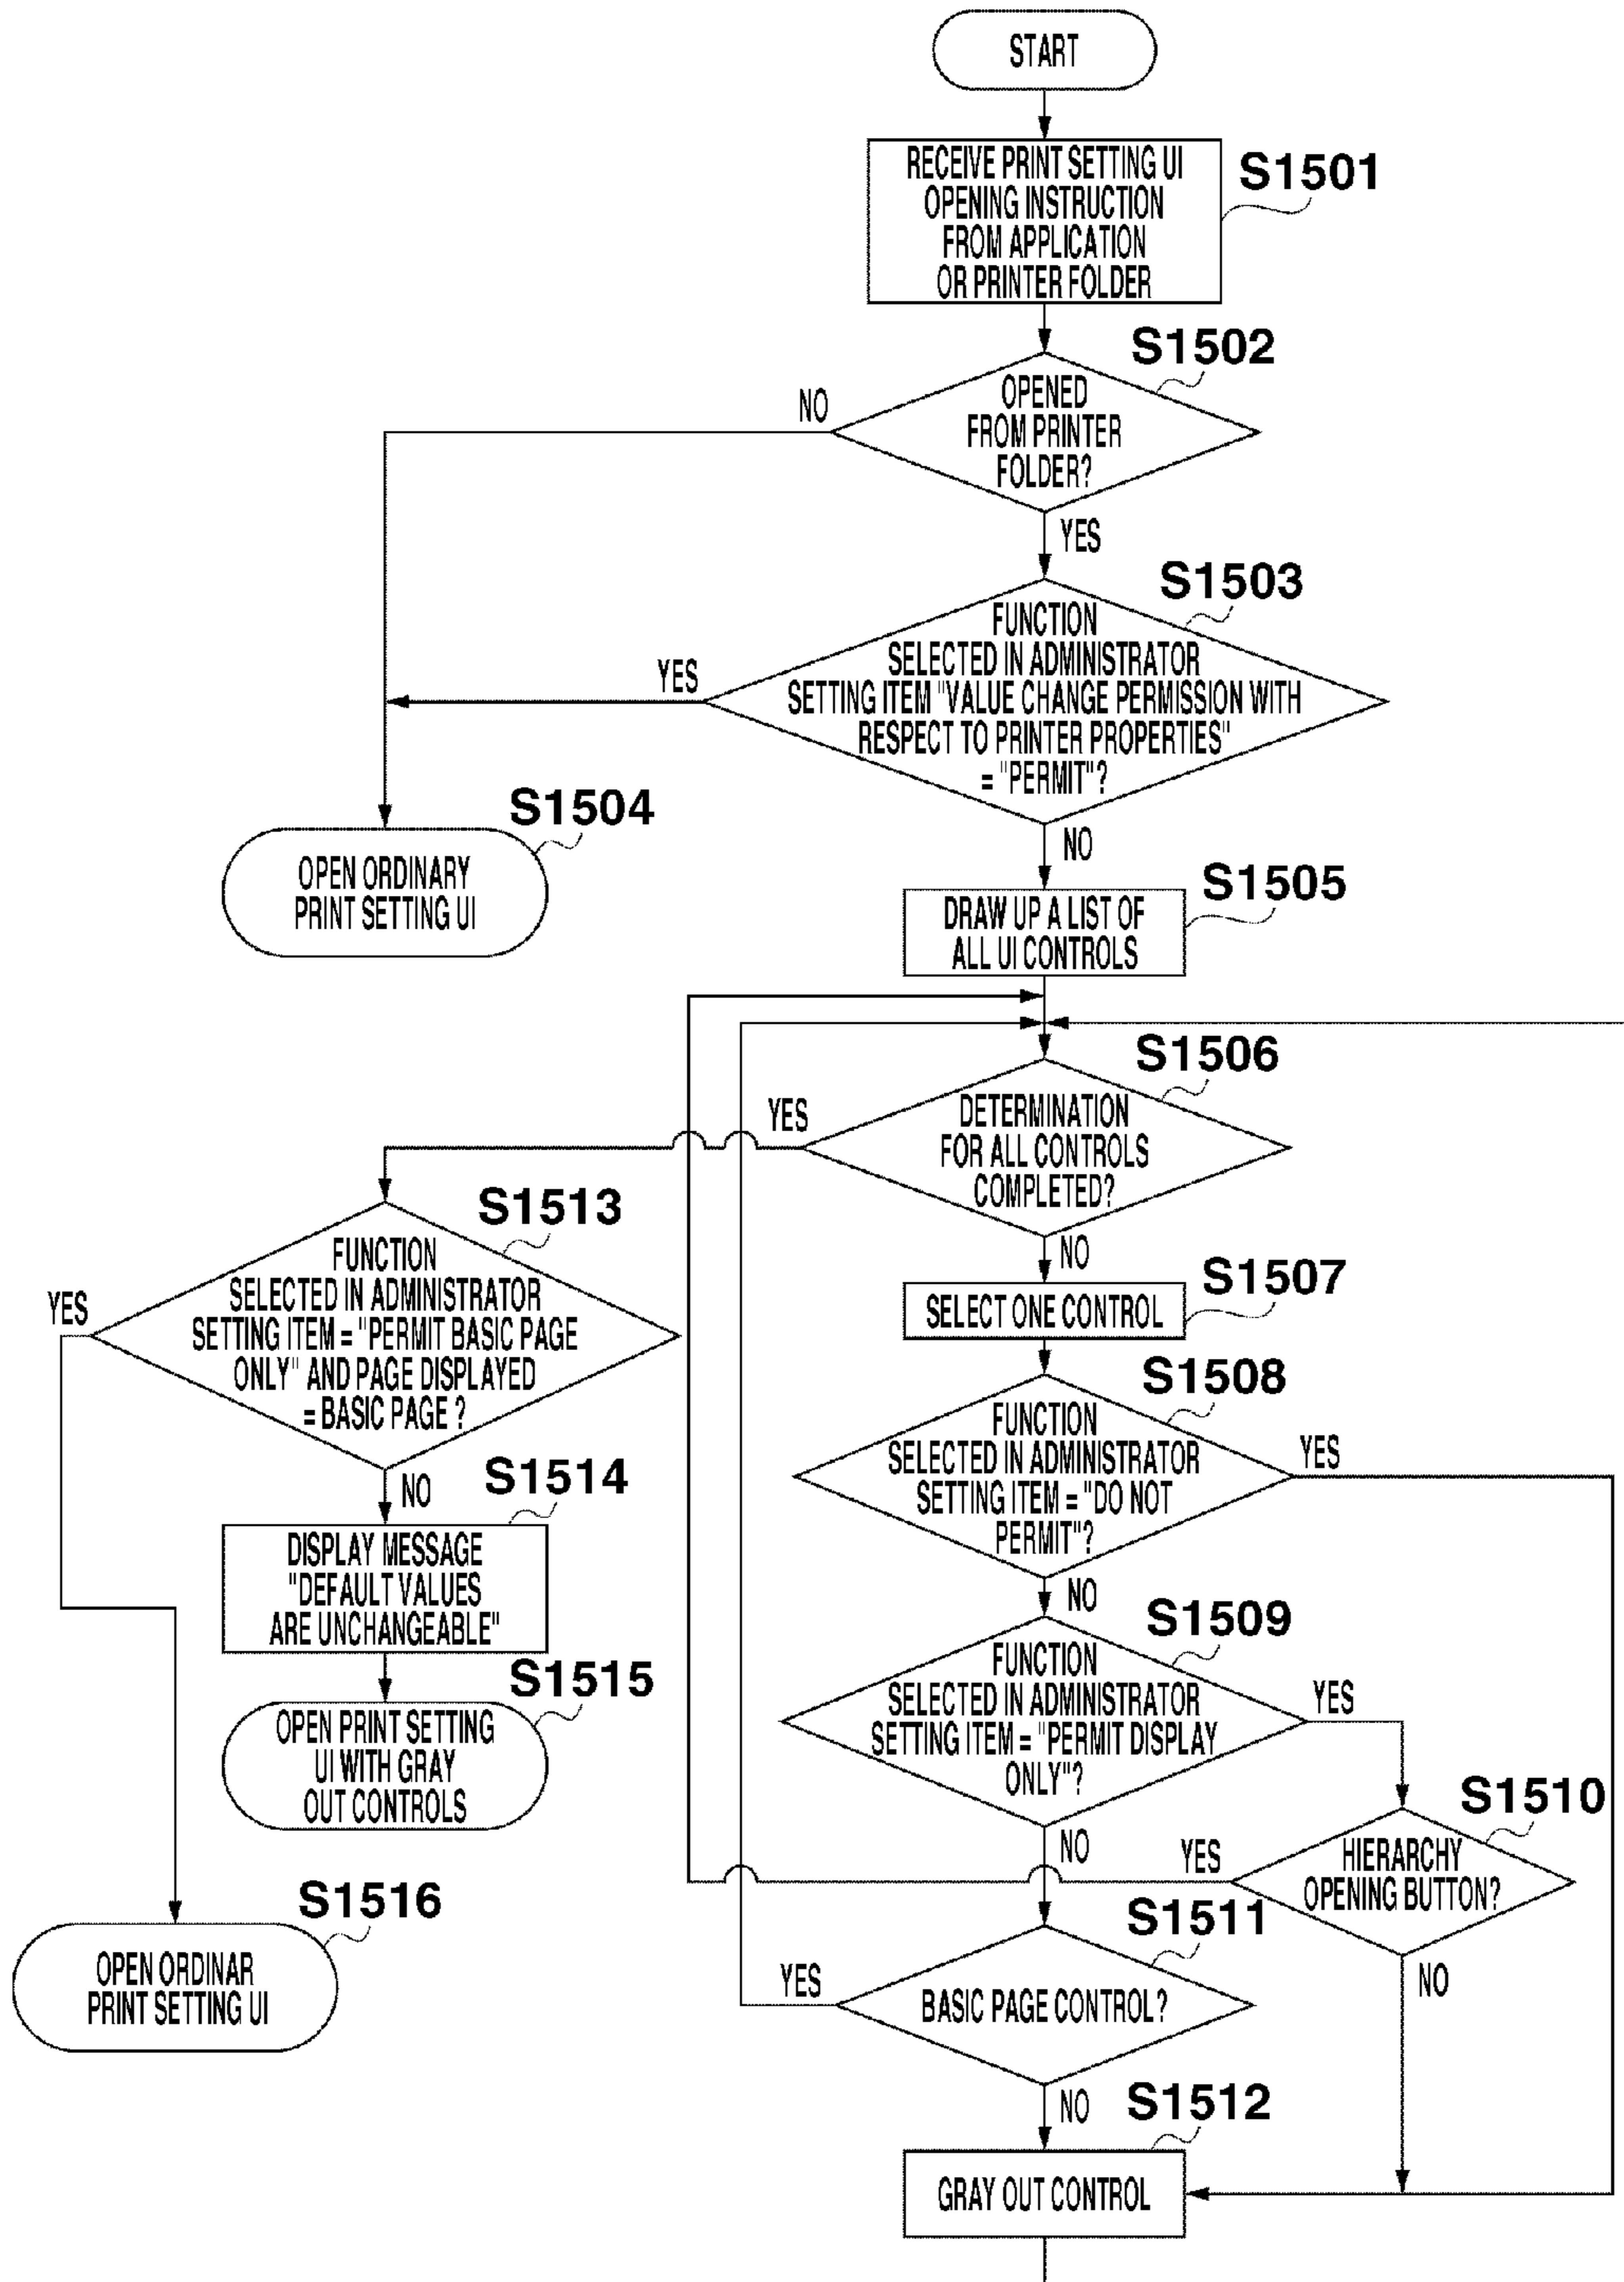 START
RECEIVE PRINT SETTING UI
OPENING INSTRUCTION
FROM APPLICATION
OR PRINTER FOLDER
S1501
S1502
OPENED
FROM PRINTER
FOLDER?
NO
YES
S1503
FUNCTION
SELECTED IN ADMINISTRATOR
SETTING ITEM "VALUE CHANGE PERMISSION WITH
RESPECT TO PRINTER PROPERTIES"
= "PERMIT"?
YES
NO
S1504
OPEN ORDINARY
PRINT SETTING UI
S1505
DRAW UP A LIST OF
ALL UI CONTROLS
S1506
DETERMINATION
FOR ALL CONTROLS
COMPLETED?
YES
NO
S1513
FUNCTION
SELECTED IN ADMINISTRATOR
SETTING ITEM = "PERMIT BASIC PAGE
ONLY" AND PAGE DISPLAYED
= BASIC PAGE ?
YES
NO
S1507
SELECT ONE CONTROL
S1508
FUNCTION
SELECTED IN ADMINISTRATOR
SETTING ITEM = "DO NOT
PERMIT"?
YES
NO
S1514
DISPLAY MESSAGE
"DEFAULT VALUES
ARE UNCHANGEABLE"
S1509
FUNCTION
SELECTED IN ADMINISTRATOR
SETTING ITEM = "PERMIT DISPLAY
ONLY"?
YES
NO
S1515
OPEN PRINT SETTING
UI WITH GRAY
OUT CONTROLS
S1510
HIERARCHY
OPENING BUTTON?
YES
NO
S1516
OPEN ORDINAR
PRINT SETTING UI
S1511
BASIC PAGE CONTROL?
YES
NO
S1512
GRAY OUT CONTROL